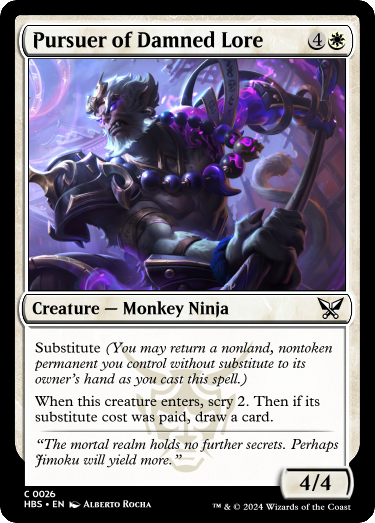 Pursuer of Damned Lore 4
Creature — Monkey Ninja
Substitute (You may return a nonland, nontoken
permanent you control without substitute to its
owner's hand as you cast this spell.)
When this creature enters, scry 2. Then if its
substitute cost was paid, draw a card.
“The mortal realm holds no further secrets. Perhaps
Jimoku will yield more.”
4/4
C 0026
HBS • EN Alberto Rocha
™ & © 2024 Wizards of the Coast